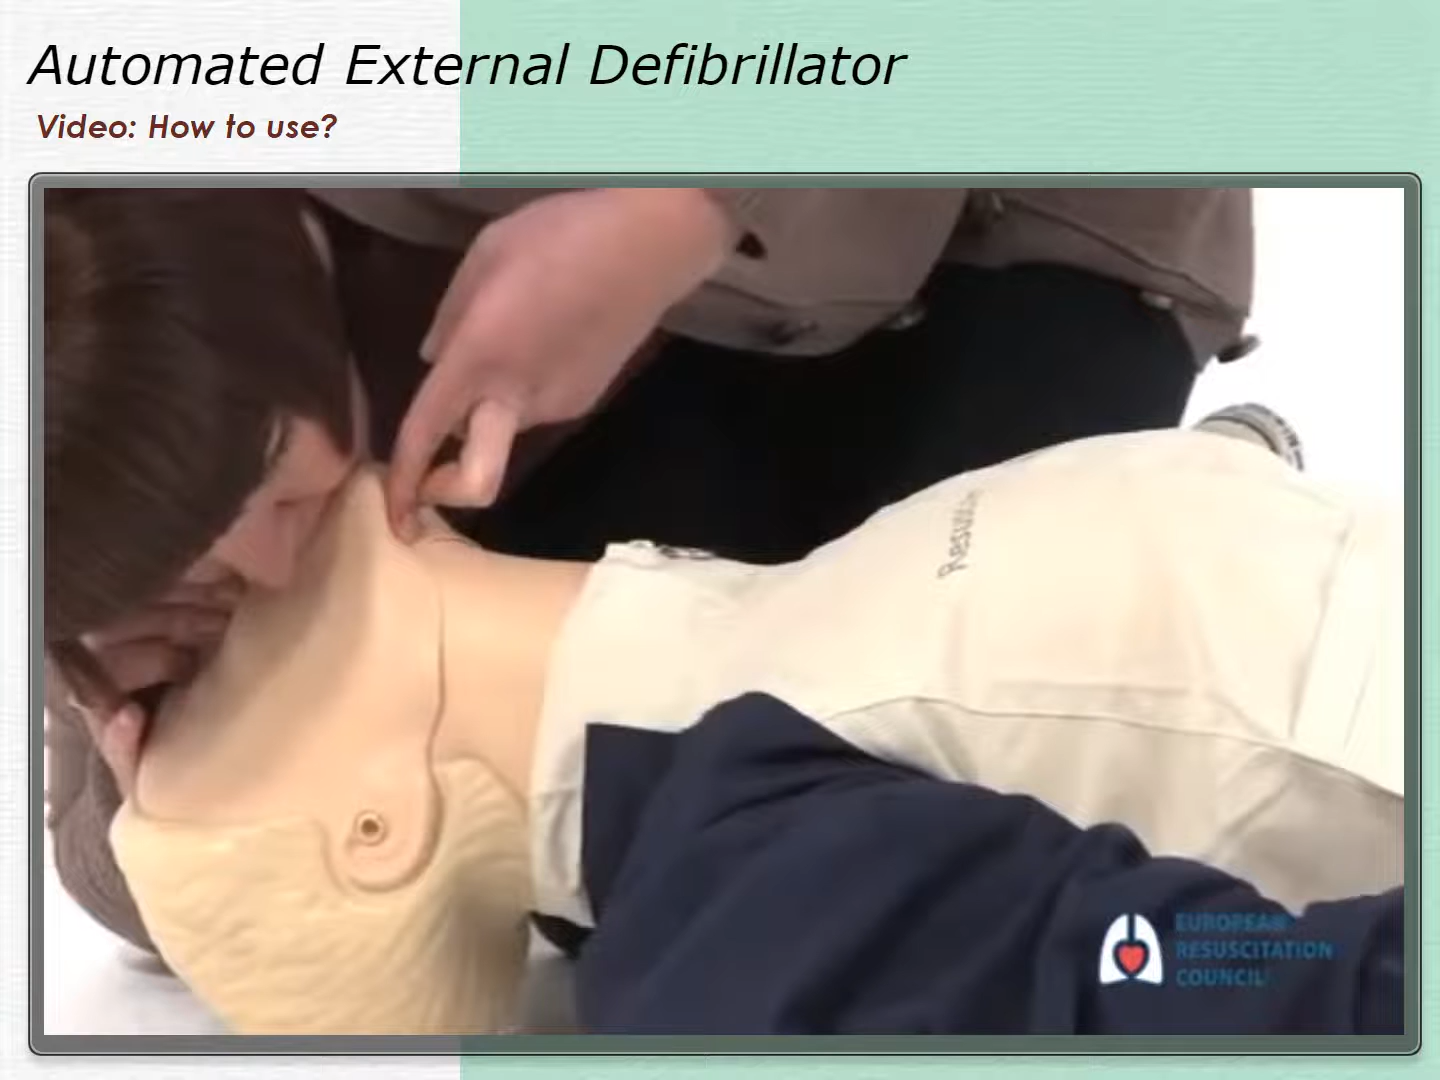 Automated External Defibrillator
Video: How to use?
EUROPEAN
RESUSCITATION
COUNCIL